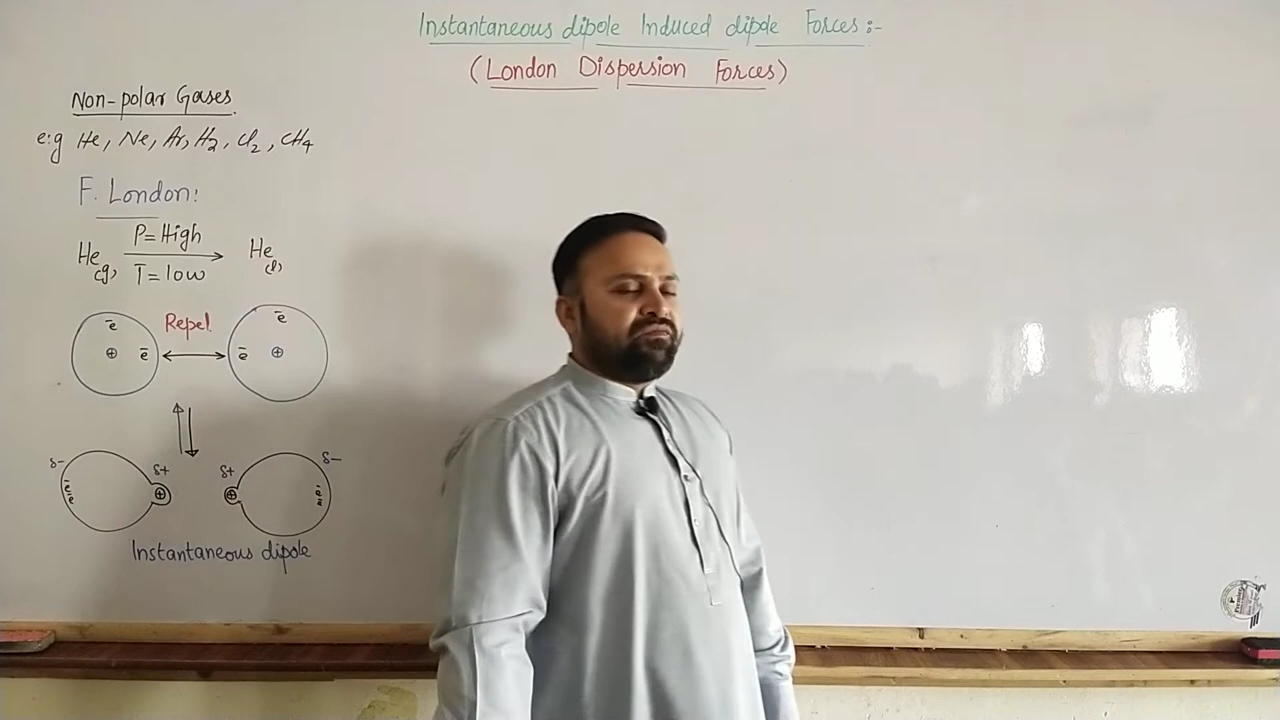 Instantaneous dipole Induced dipole Forces:-
(London Dispersion Forces)
Non-polar Gases
e:g He, Ne, Ar, H₂, Cl₂, CH₄
F. London:
P=High
He(g) He(l)
T=low
ē ē
Repel
⊕ ē ē ⊕
δ- δ+ δ+ δ-
ē ē ⊕ ⊕ ē ē
Instantaneous dipole